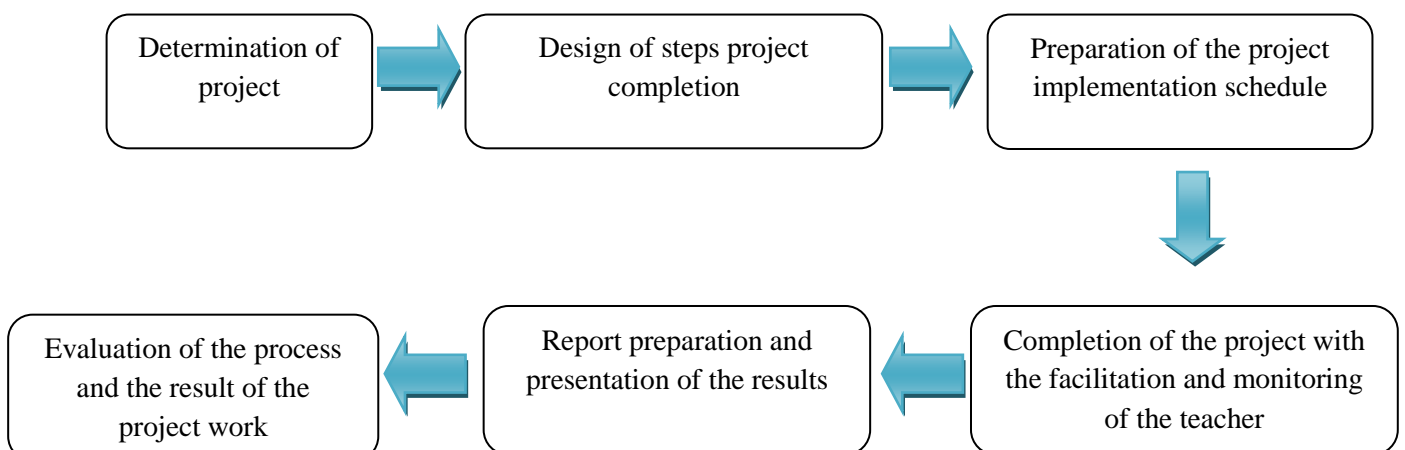 Determination of
project
Design of steps project
completion
Preparation of the project
implementation schedule
Completion of the project with
the facilitation and monitoring
of the teacher
Report preparation and
presentation of the results
Evaluation of the process
and the result of the
project work